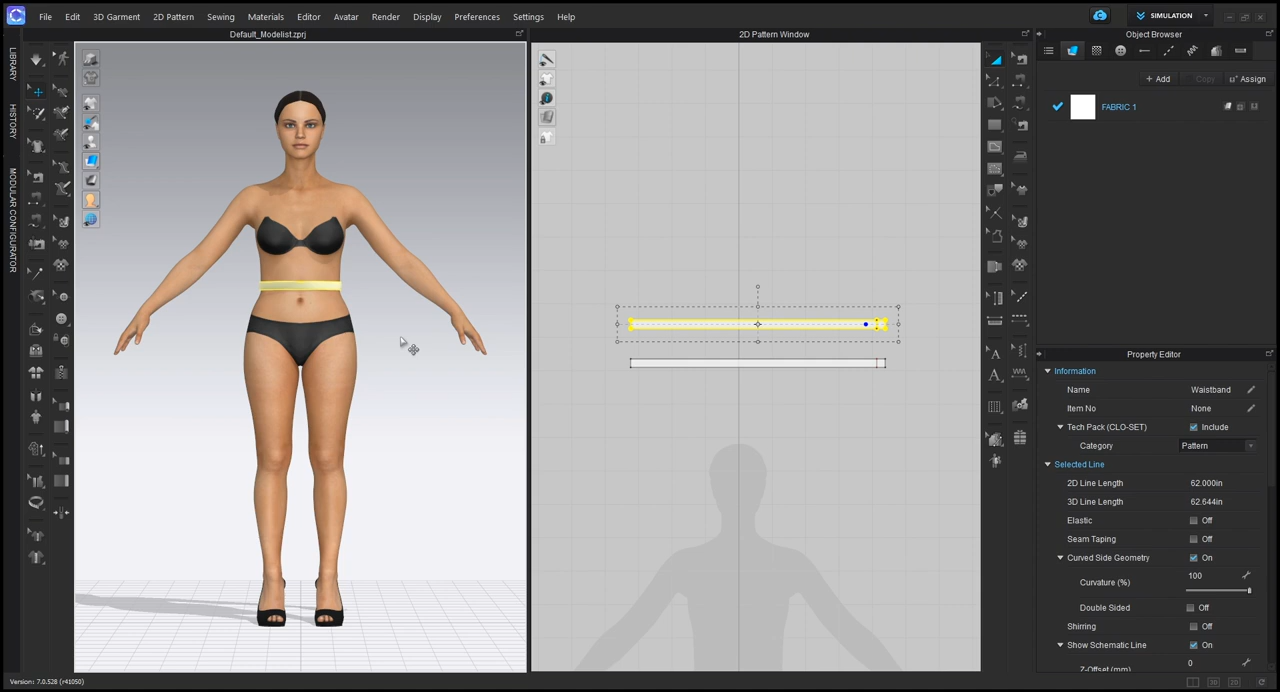 File Edit 3D Garment 2D Pattern Sewing Materials Editor Avatar Render Display Preferences Settings Help
SIMULATION
Default_Modelist.zprj
2D Pattern Window
Object Browser
LIBRARY
HISTORY
MODULAR CONFIGURATOR
+ Add Copy Assign
FABRIC 1
Property Editor
Information
Name Waistband
Item No None
Tech Pack (CLO-SET) Include
Category Pattern
Selected Line
2D Line Length 62.000in
3D Line Length 62.644in
Elastic Off
Seam Taping Off
Curved Side Geometry On
Curvature (%) 100
Double Sided Off
Shirring Off
Show Schematic Line On
Z-Offset (mm) 0
Version: 7.0.528 (r41050)
3D 2D